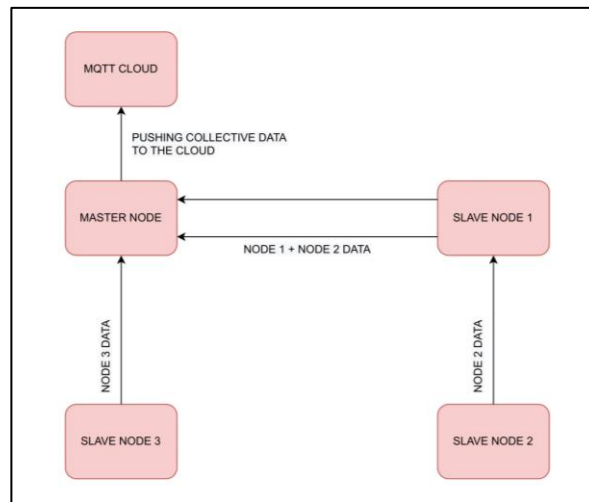 MQTT CLOUD
PUSHING COLLECTIVE DATA
TO THE CLOUD
MASTER NODE
SLAVE NODE 1
NODE 1 + NODE 2 DATA
NODE 3 DATA
NODE 2 DATA
SLAVE NODE 3
SLAVE NODE 2